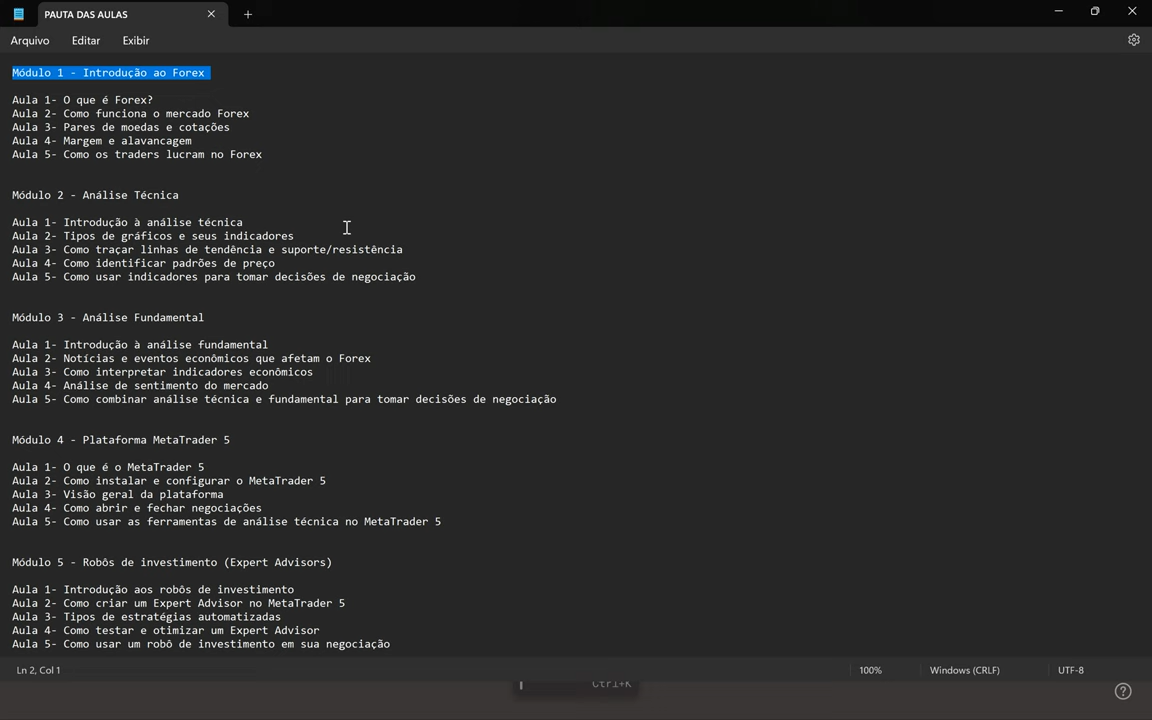 PAUTA DAS AULAS
Arquivo Editar Exibir
Módulo 1 - Introdução ao Forex
Aula 1- O que é Forex?
Aula 2- Como funciona o mercado Forex
Aula 3- Pares de moedas e cotações
Aula 4- Margem e alavancagem
Aula 5- Como os traders lucram no Forex
Módulo 2 - Análise Técnica
Aula 1- Introdução à análise técnica
Aula 2- Tipos de gráficos e seus indicadores
Aula 3- Como traçar linhas de tendência e suporte/resistência
Aula 4- Como identificar padrões de preço
Aula 5- Como usar indicadores para tomar decisões de negociação
Módulo 3 - Análise Fundamental
Aula 1- Introdução à análise fundamental
Aula 2- Notícias e eventos econômicos que afetam o Forex
Aula 3- Como interpretar indicadores econômicos
Aula 4- Análise de sentimento do mercado
Aula 5- Como combinar análise técnica e fundamental para tomar decisões de negociação
Módulo 4 - Plataforma MetaTrader 5
Aula 1- O que é o MetaTrader 5
Aula 2- Como instalar e configurar o MetaTrader 5
Aula 3- Visão geral da plataforma
Aula 4- Como abrir e fechar negociações
Aula 5- Como usar as ferramentas de análise técnica no MetaTrader 5
Módulo 5 - Robôs de investimento (Expert Advisors)
Aula 1- Introdução aos robôs de investimento
Aula 2- Como criar um Expert Advisor no MetaTrader 5
Aula 3- Tipos de estratégias automatizadas
Aula 4- Como testar e otimizar um Expert Advisor
Aula 5- Como usar um robô de investimento em sua negociação
Ln 2, Col 1 100% Windows (CRLF) UTF-8
Ctrl+K